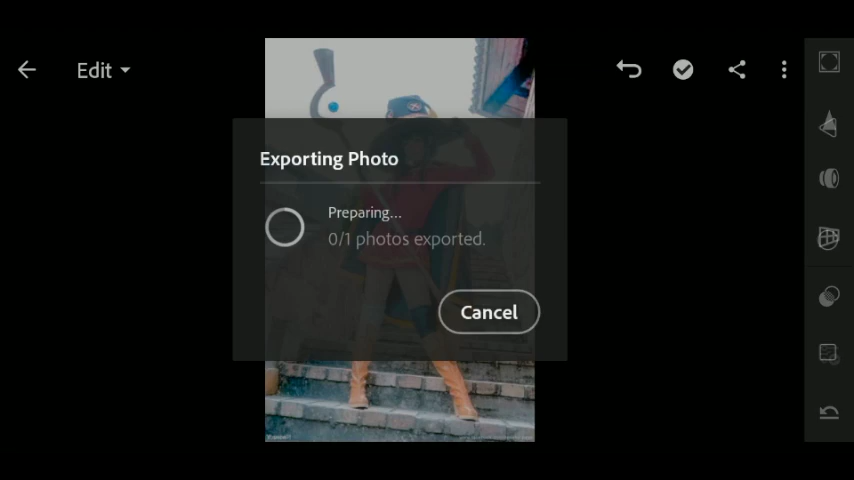 Edit
Exporting Photo
Preparing...
0/1 photos exported.
Cancel